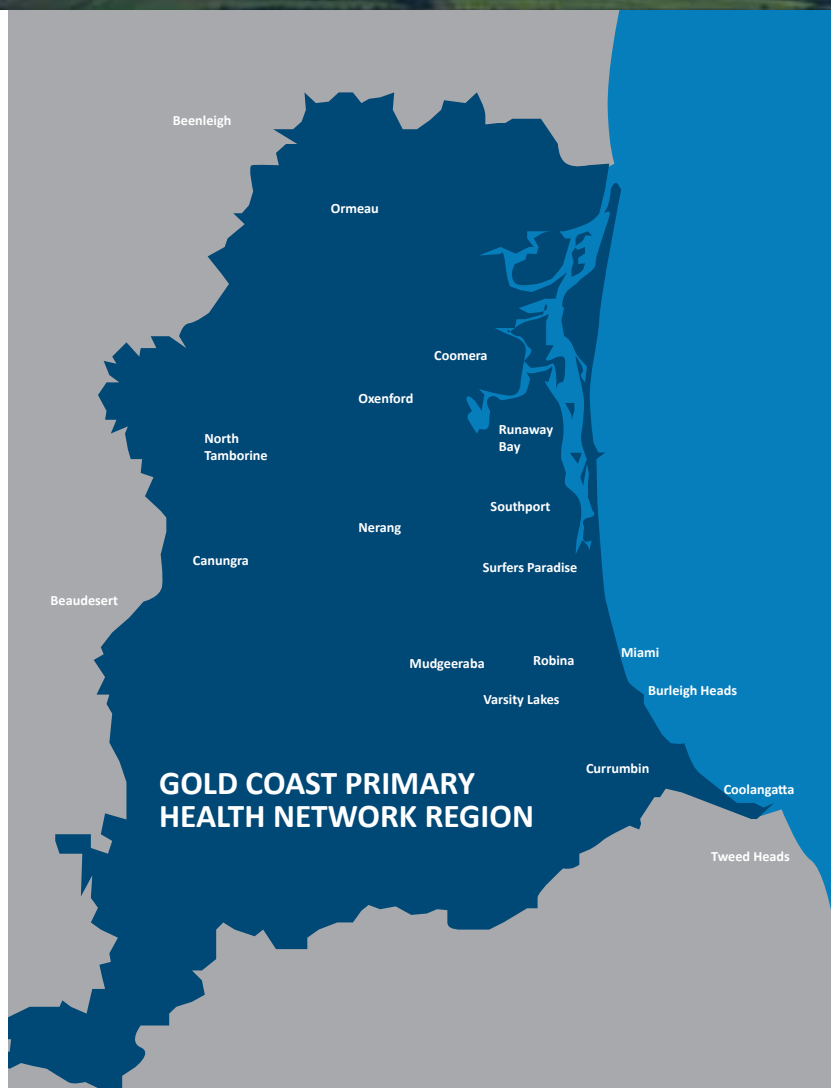 Beenleigh
Ormeau
Coomera
Oxenford
Runaway
Bay
North
Tamborine
Southport
Nerang
Canungra
Surfers Paradise
Beaudesert
Miami
Mudgeeraba
Robina
Burleigh Heads
Varsity Lakes
Currumbin
GOLD COAST PRIMARY
HEALTH NETWORK REGION
Coolangatta
Tweed Heads